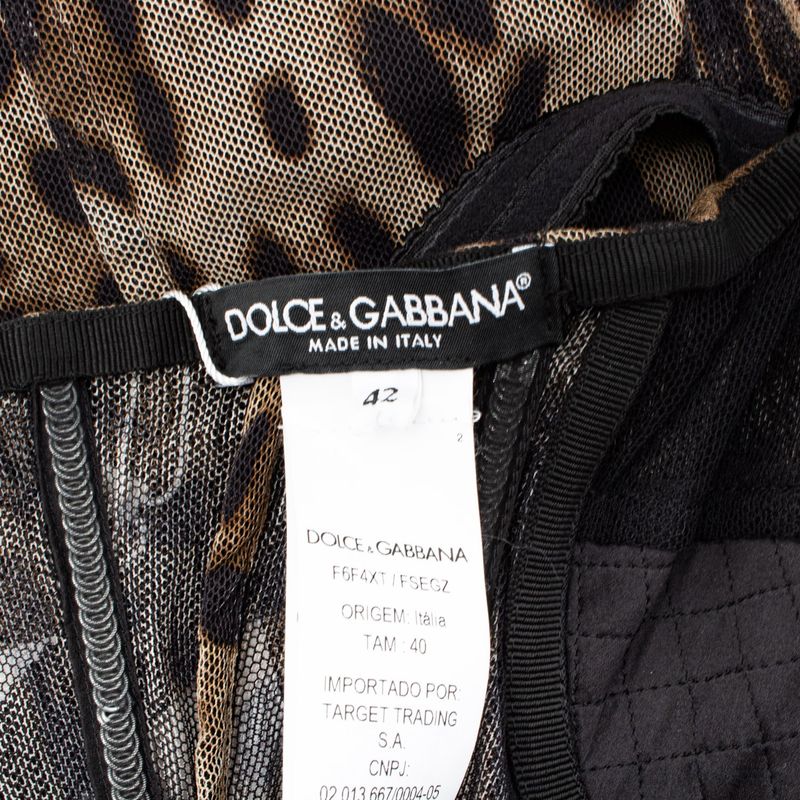 DOLCE & GABBANA®
MADE IN ITALY
42
2
DOLCE & GABBANA
F6F4XT / FSEGZ
ORIGEM: Itália
TAM : 40
IMPORTADO POR:
TARGET TRADING
S.A.
CNPJ:
02.013.667/0004-05